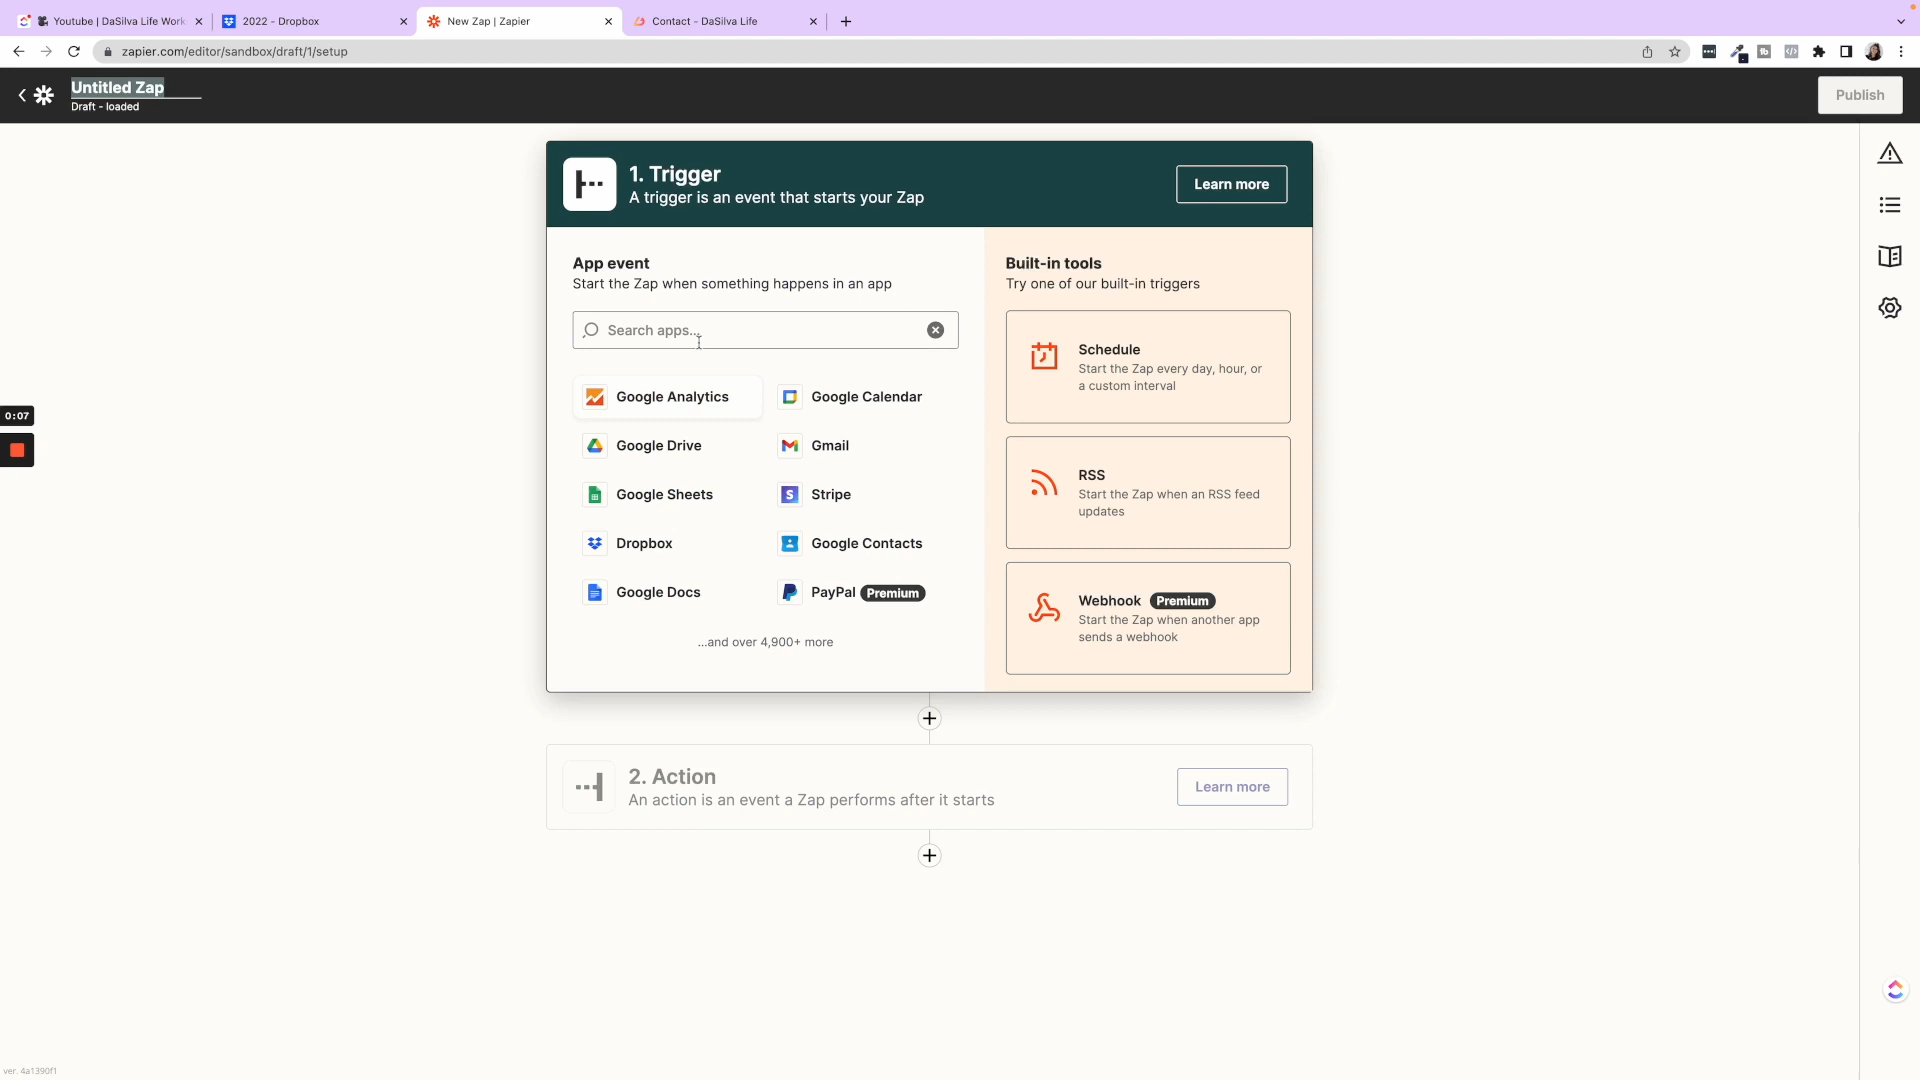 Youtube | DaSilva Life Work
2022 - Dropbox
New Zap | Zapier
Contact - DaSilva Life
zapier.com/editor/sandbox/draft/1/setup
Untitled Zap
Draft - loaded
Publish
1. Trigger
A trigger is an event that starts your Zap
Learn more
App event
Start the Zap when something happens in an app
Search apps...
Google Analytics
Google Calendar
Google Drive
Gmail
Google Sheets
Stripe
Dropbox
Google Contacts
Google Docs
PayPal Premium
...and over 4,900+ more
Built-in tools
Try one of our built-in triggers
Schedule
Start the Zap every day, hour, or
a custom interval
RSS
Start the Zap when an RSS feed
updates
Webhook Premium
Start the Zap when another app
sends a webhook
0:07
2. Action
An action is an event a Zap performs after it starts
Learn more
ver. 4a1390f1